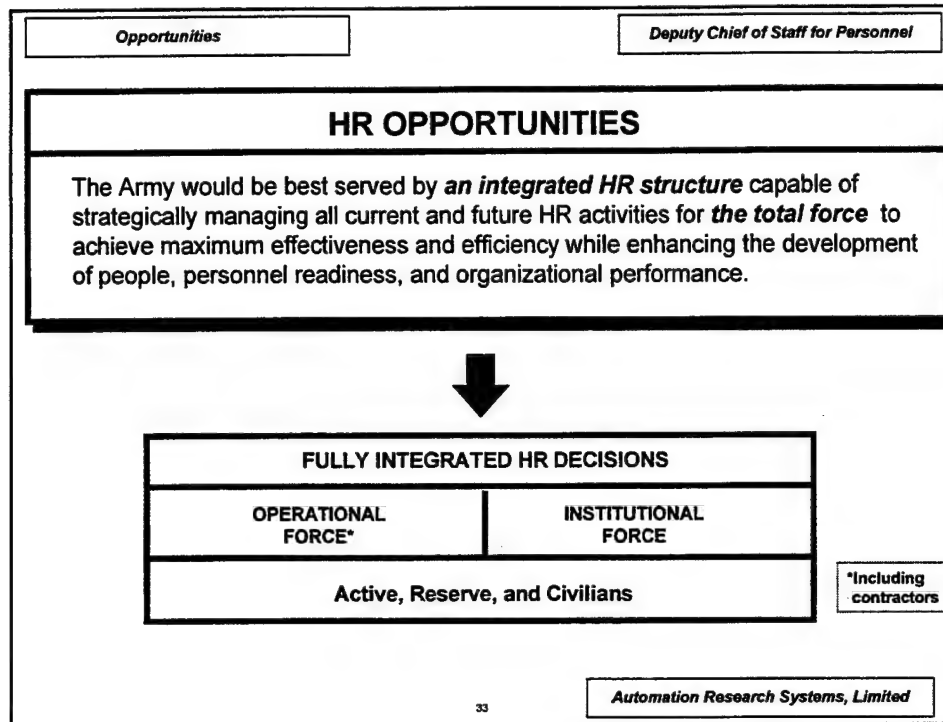 Opportunities
Deputy Chief of Staff for Personnel
HR OPPORTUNITIES
The Army would be best served by an integrated HR structure capable of
strategically managing all current and future HR activities for the total force to
achieve maximum effectiveness and efficiency while enhancing the development
of people, personnel readiness, and organizational performance.
FULLY INTEGRATED HR DECISIONS
OPERATIONAL
FORCE*
INSTITUTIONAL
FORCE
Active, Reserve, and Civilians
*Including
contractors
33
Automation Research Systems, Limited